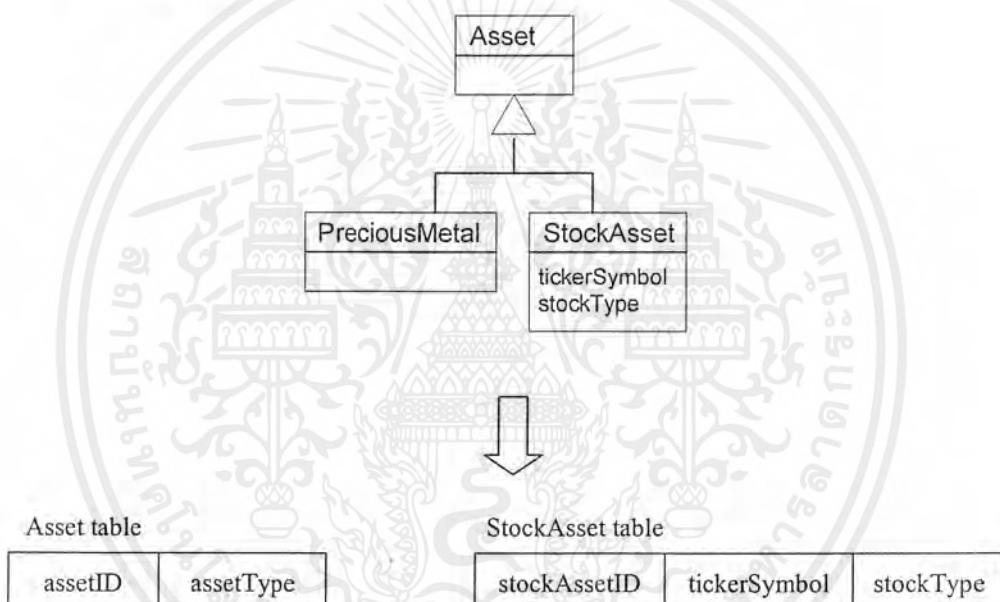 Asset
PreciousMetal
StockAsset
tickerSymbol
stockType
Asset table
StockAsset table
assetID assetType
stockAssetID tickerSymbol stockType